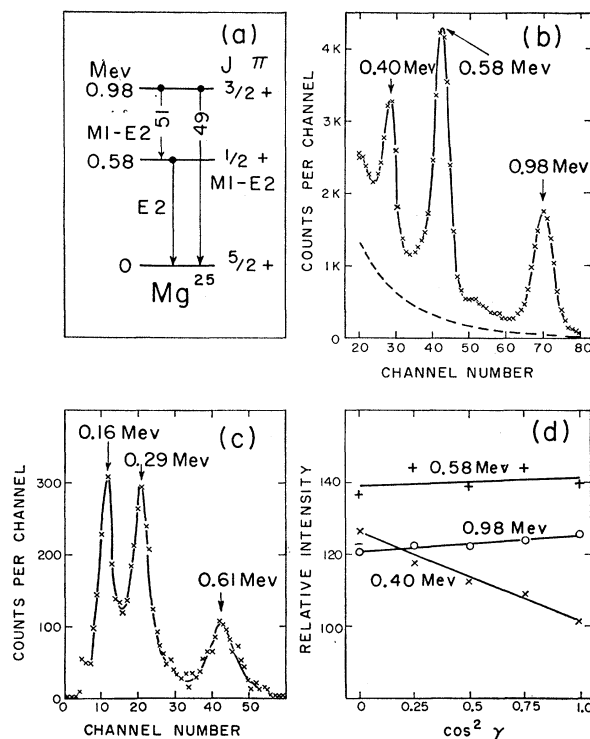 (a)
Mev
J π
0.98
3/2 +
51
49
M1-E2
0.58
1/2 +
M1-E2
E2
0
5/2 +
Mg25
(b)
4K
3K
2K
1K
0
COUNTS PER CHANNEL
0.40 Mev
0.58 Mev
0.98 Mev
20 30 40 50 60 70 80
CHANNEL NUMBER
(c)
0.16 Mev
0.29 Mev
0.61 Mev
300
200
100
0
COUNTS PER CHANNEL
0 10 20 30 40 50
CHANNEL NUMBER
(d)
140
120
100
80
RELATIVE INTENSITY
0.58 Mev
0.98 Mev
0.40 Mev
0 0.25 0.50 0.75 1.0
cos² γ